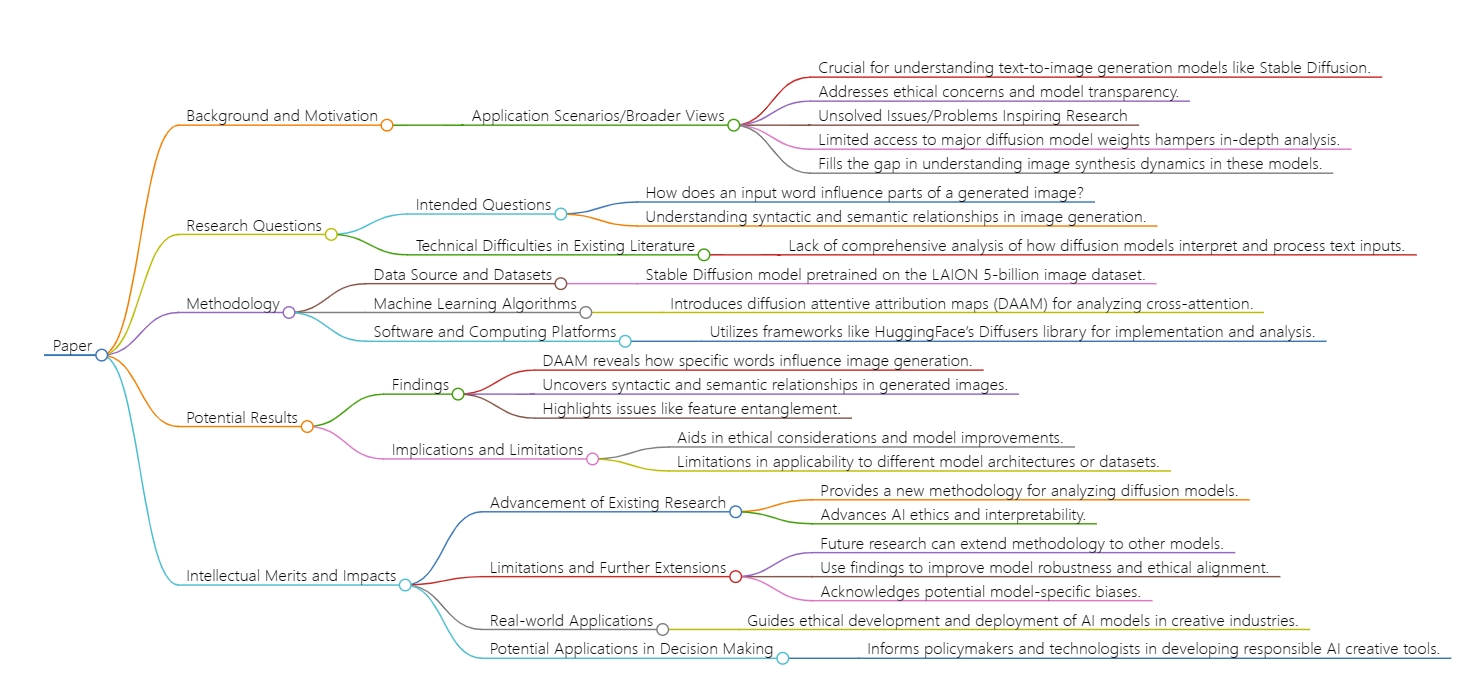 Paper
Background and Motivation
Application Scenarios/Broader Views
Crucial for understanding text-to-image generation models like Stable Diffusion.
Addresses ethical concerns and model transparency.
Unsolved Issues/Problems Inspiring Research
Limited access to major diffusion model weights hampers in-depth analysis.
Fills the gap in understanding image synthesis dynamics in these models.
Research Questions
Intended Questions
How does an input word influence parts of a generated image?
Understanding syntactic and semantic relationships in image generation.
Technical Difficulties in Existing Literature
Lack of comprehensive analysis of how diffusion models interpret and process text inputs.
Methodology
Data Source and Datasets
Stable Diffusion model pretrained on the LAION 5-billion image dataset.
Machine Learning Algorithms
Introduces diffusion attentive attribution maps (DAAM) for analyzing cross-attention.
Software and Computing Platforms
Utilizes frameworks like HuggingFace’s Diffusers library for implementation and analysis.
Potential Results
Findings
DAAM reveals how specific words influence image generation.
Uncovers syntactic and semantic relationships in generated images.
Highlights issues like feature entanglement.
Implications and Limitations
Aids in ethical considerations and model improvements.
Limitations in applicability to different model architectures or datasets.
Intellectual Merits and Impacts
Advancement of Existing Research
Provides a new methodology for analyzing diffusion models.
Advances AI ethics and interpretability.
Limitations and Further Extensions
Future research can extend methodology to other models.
Use findings to improve model robustness and ethical alignment.
Acknowledges potential model-specific biases.
Real-world Applications
Guides ethical development and deployment of AI models in creative industries.
Potential Applications in Decision Making
Informs policymakers and technologists in developing responsible AI creative tools.